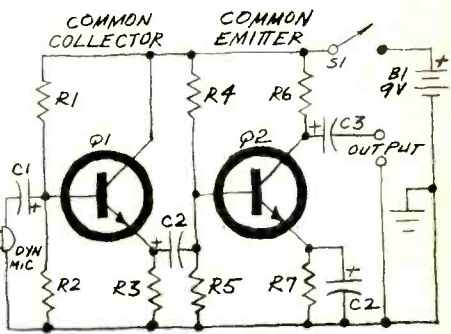 COMMON
COLLECTOR
COMMON
EMITTER
S1
+
B1
9V
R1
R4
R6
+
C3
OUTPUT
Q1
Q2
C1
+
+
C2
DYN
MIC
R2
R3
R5
R7
+
C2